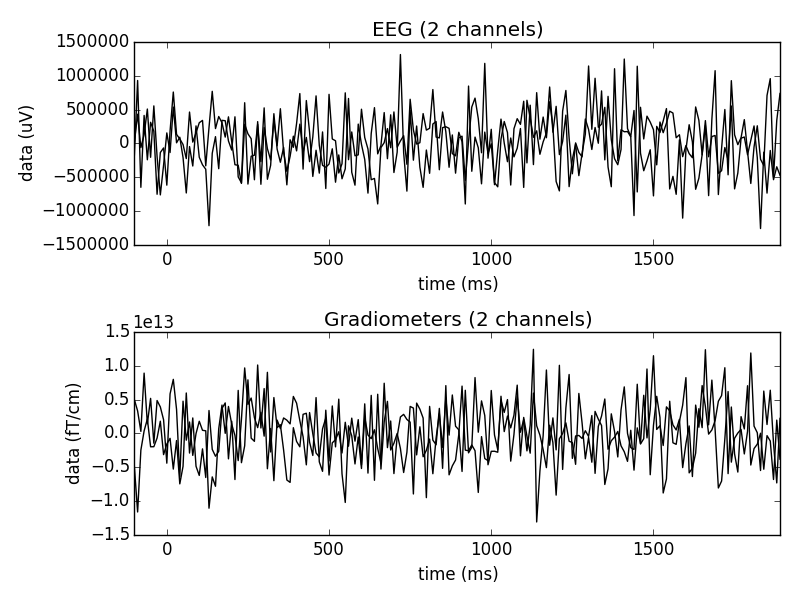 EEG (2 channels)
1500000
1000000
500000
0
−500000
−1000000
−1500000
data (uV)
0 500 1000 1500
time (ms)
Gradiometers (2 channels)
1e13
1.5
1.0
0.5
0.0
−0.5
−1.0
−1.5
data (fT/cm)
0 500 1000 1500
time (ms)